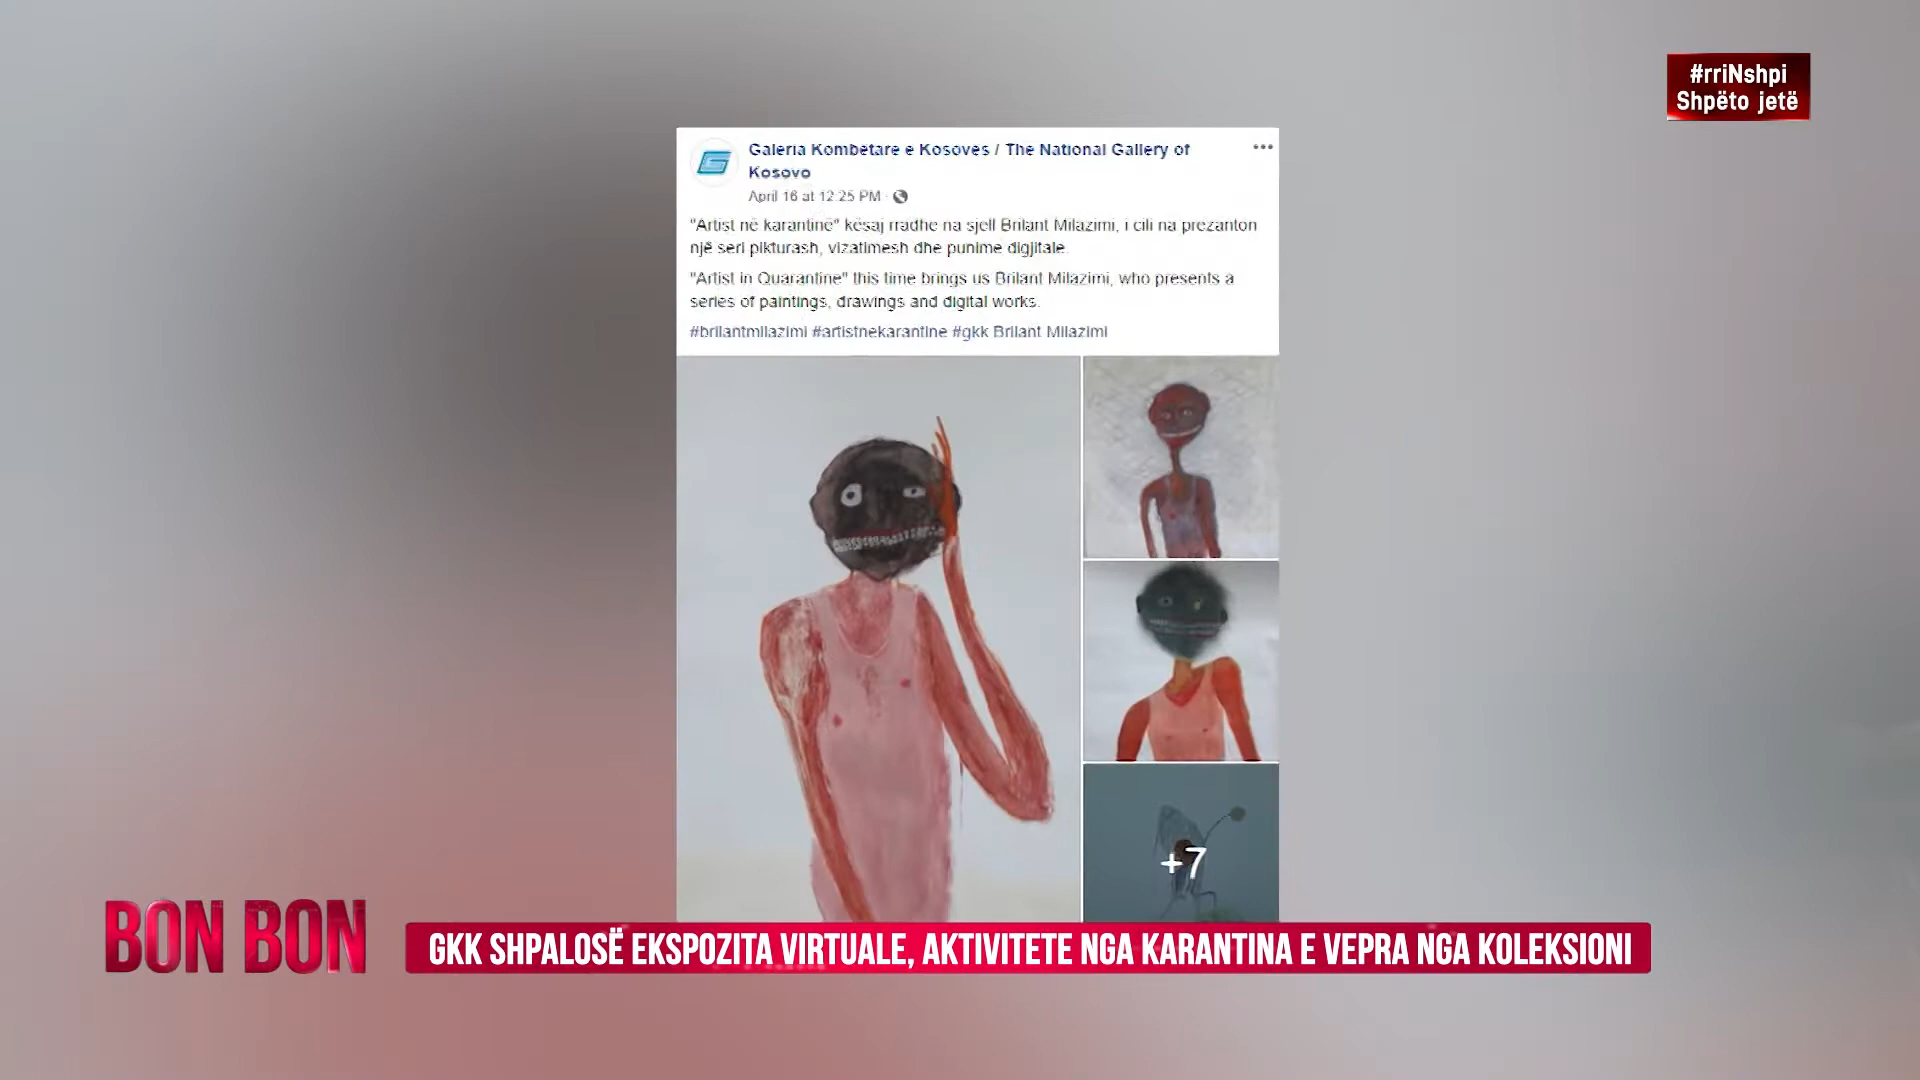 #rriNshpi
Shpëto jetë
Galeria Kombëtare e Kosovës / The National Gallery of
Kosovo
April 16 at 12:25 PM ·
"Artist në karantinë" kësaj rradhe na sjell Brilant Milazimi, i cili na prezanton
një seri pikturash, vizatimesh dhe punime digjitale.
"Artist in Quarantine" this time brings us Brilant Milazimi, who presents a
series of paintings, drawings and digital works.
#brilantmilazimi #artistnekarantine #gkk Brilant Milazimi
+7
BON BON
GKK SHPALOSË EKSPOZITA VIRTUALE, AKTIVITETE NGA KARANTINA E VEPRA NGA KOLEKSIONI